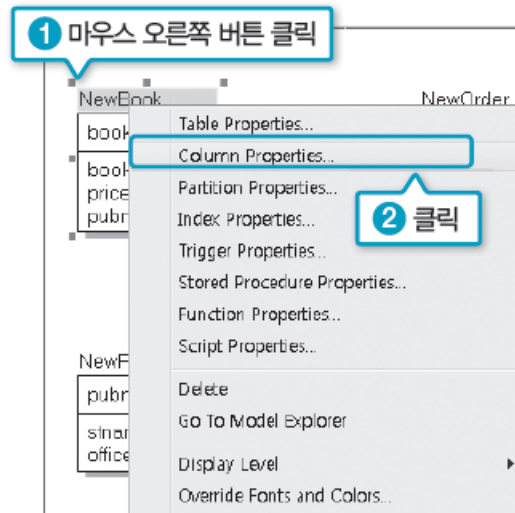 1 마우스 오른쪽 버튼 클릭
NewBook
NewOrder
book
book
price
pubr
Table Properties...
Column Properties...
Partition Properties...
Index Properties...
Trigger Properties...
Stored Procedure Properties...
Function Properties...
Script Properties...
2 클릭
Delete
Go To Model Explorer
Display Level
Override Fonts and Colors...
pubr
office